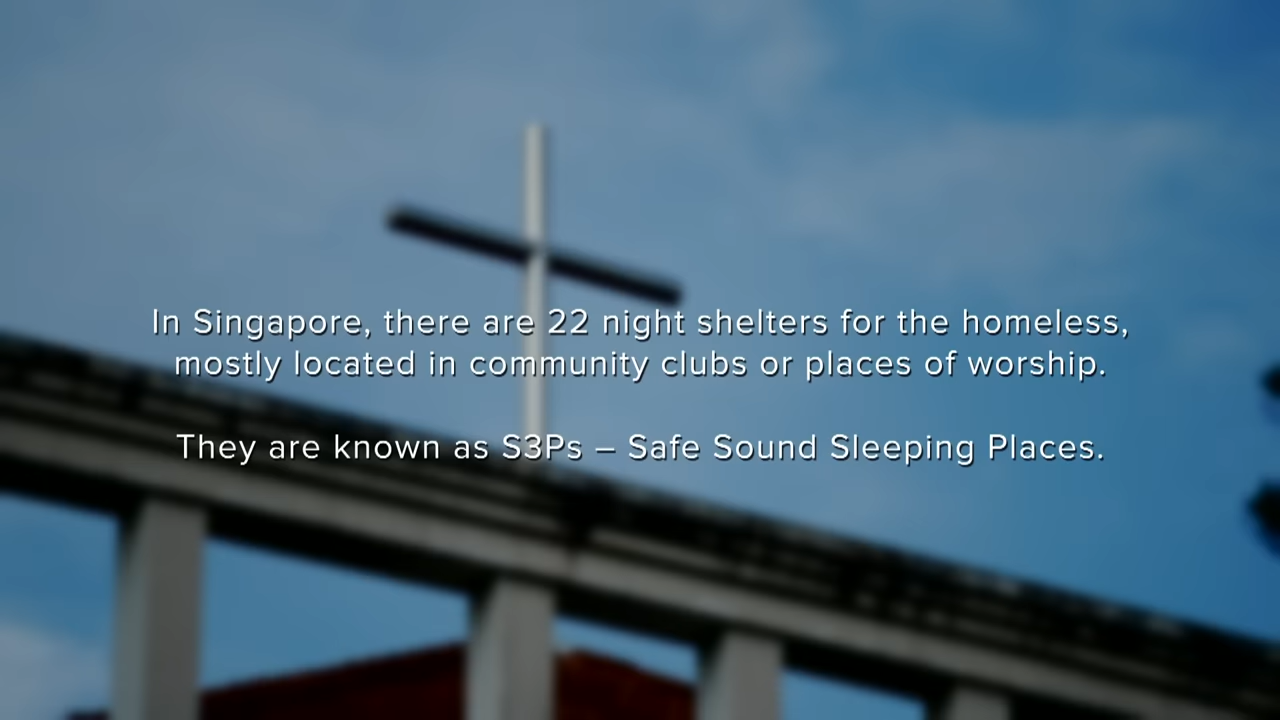 In Singapore, there are 22 night shelters for the homeless,
mostly located in community clubs or places of worship.
They are known as S3Ps – Safe Sound Sleeping Places.